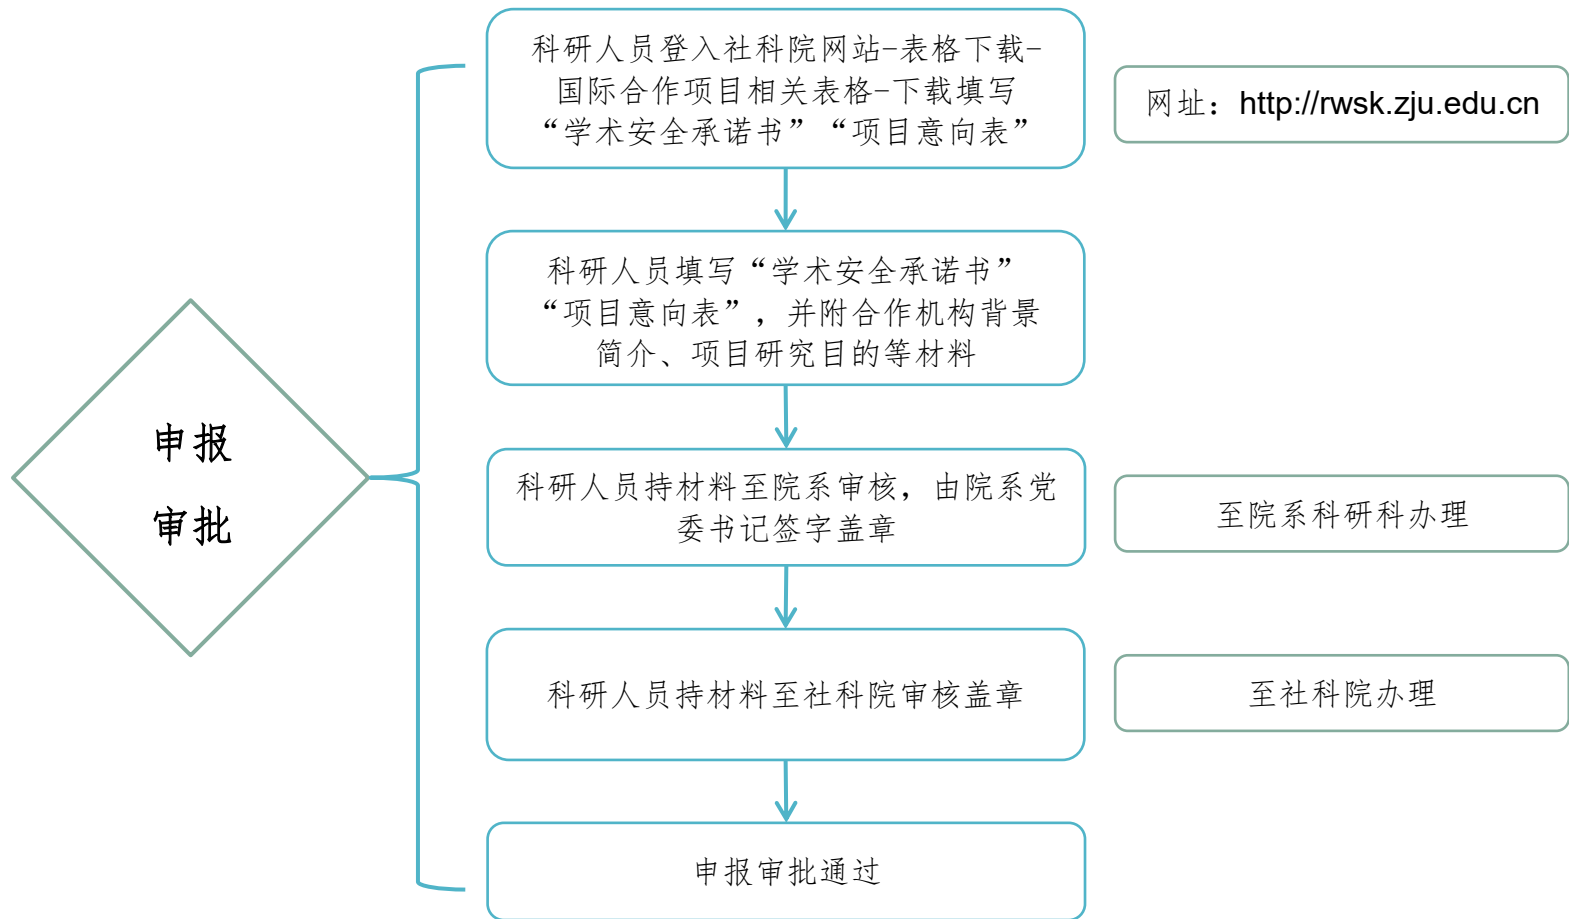 科研人员登入社科院网站-表格下载-
国际合作项目相关表格-下载填写
“学术安全承诺书”“项目意向表”
网址：http://rwsk.zju.edu.cn
科研人员填写“学术安全承诺书”
“项目意向表”，并附合作机构背景
简介、项目研究目的等材料
申报
审批
科研人员持材料至院系审核，由院系党
委书记签字盖章
至院系科研科办理
科研人员持材料至社科院审核盖章
至社科院办理
申报审批通过